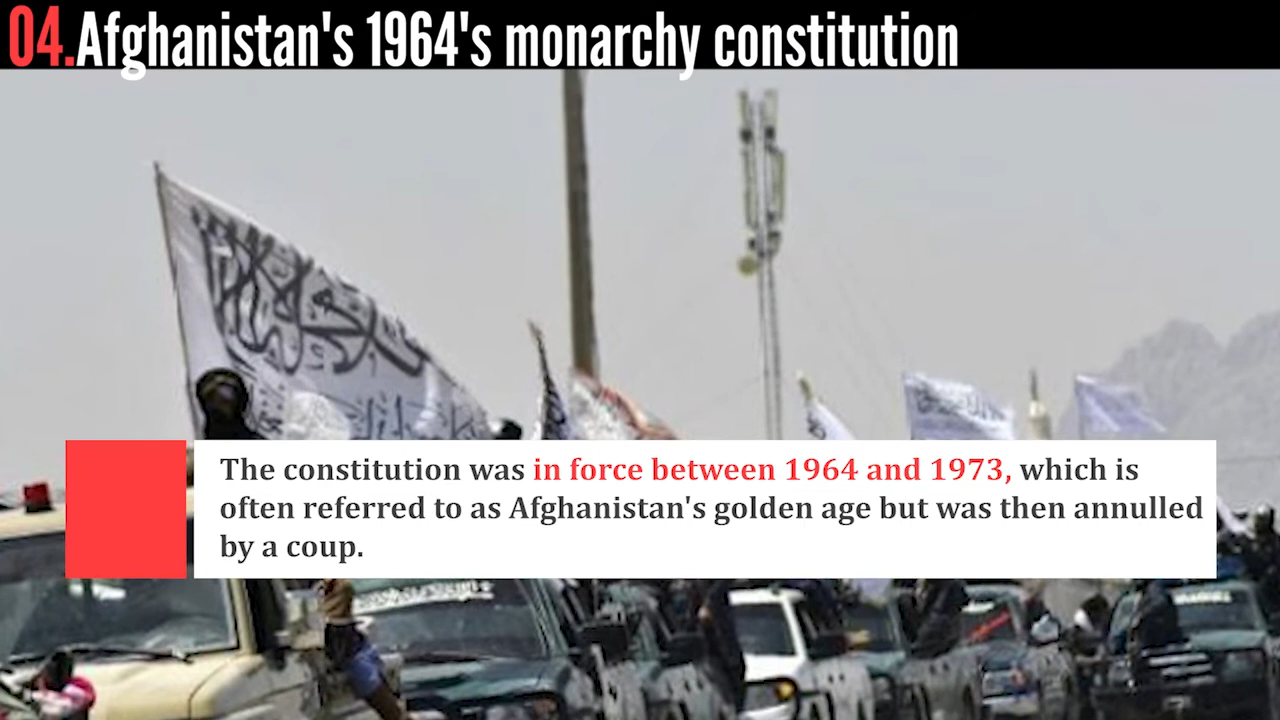 04.Afghanistan's 1964's monarchy constitution
The constitution was in force between 1964 and 1973, which is
often referred to as Afghanistan's golden age but was then annulled
by a coup.